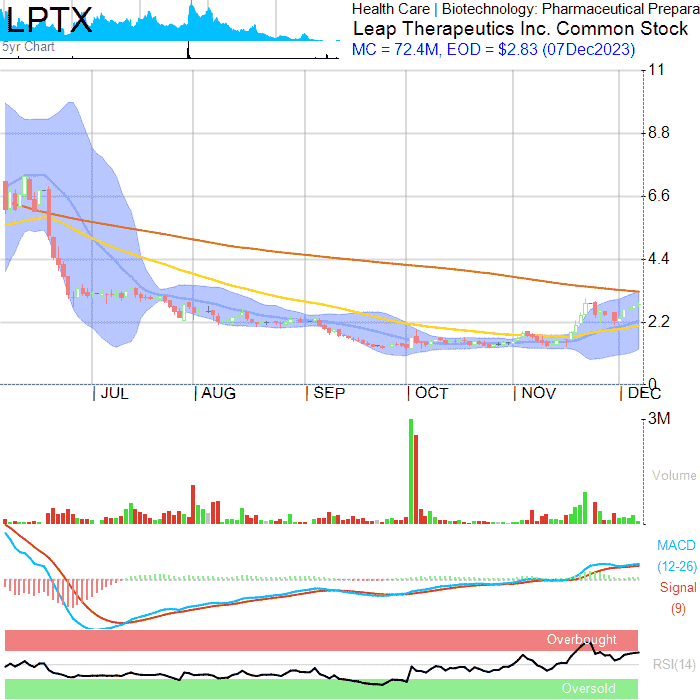 LPTX
5yr Chart
Health Care | Biotechnology: Pharmaceutical Prepara
Leap Therapeutics Inc. Common Stock
MC = 72.4M, EOD = $2.83 (07Dec2023)
11
8.8
6.6
4.4
2.2
0
JUL
AUG
SEP
OCT
NOV
DEC
3M
Volume
MACD
(12-26)
Signal
(9)
Overbought
RSI(14)
Oversold